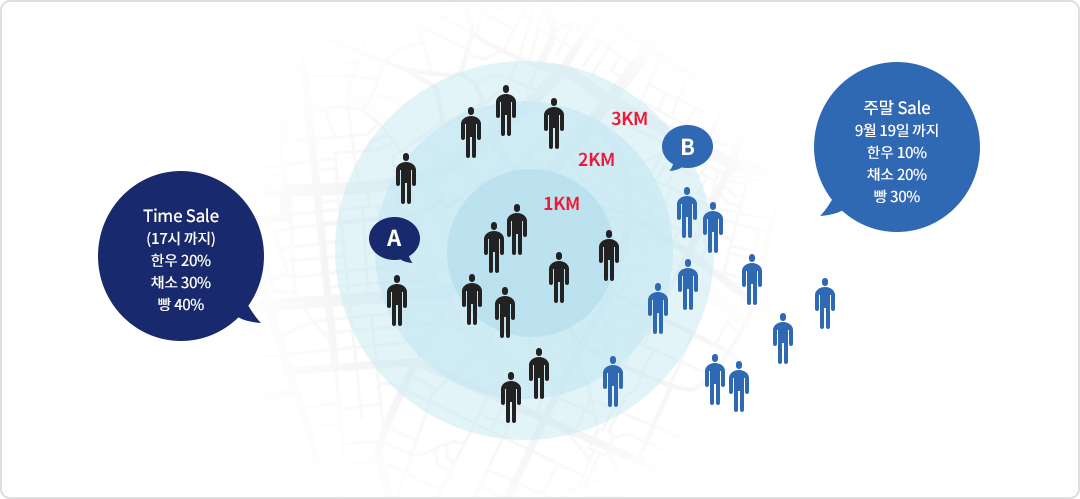 Time Sale
(17시 까지)
한우 20%
채소 30%
빵 40%
A
3KM
2KM
1KM
B
주말 Sale
9월 19일 까지
한우 10%
채소 20%
빵 30%